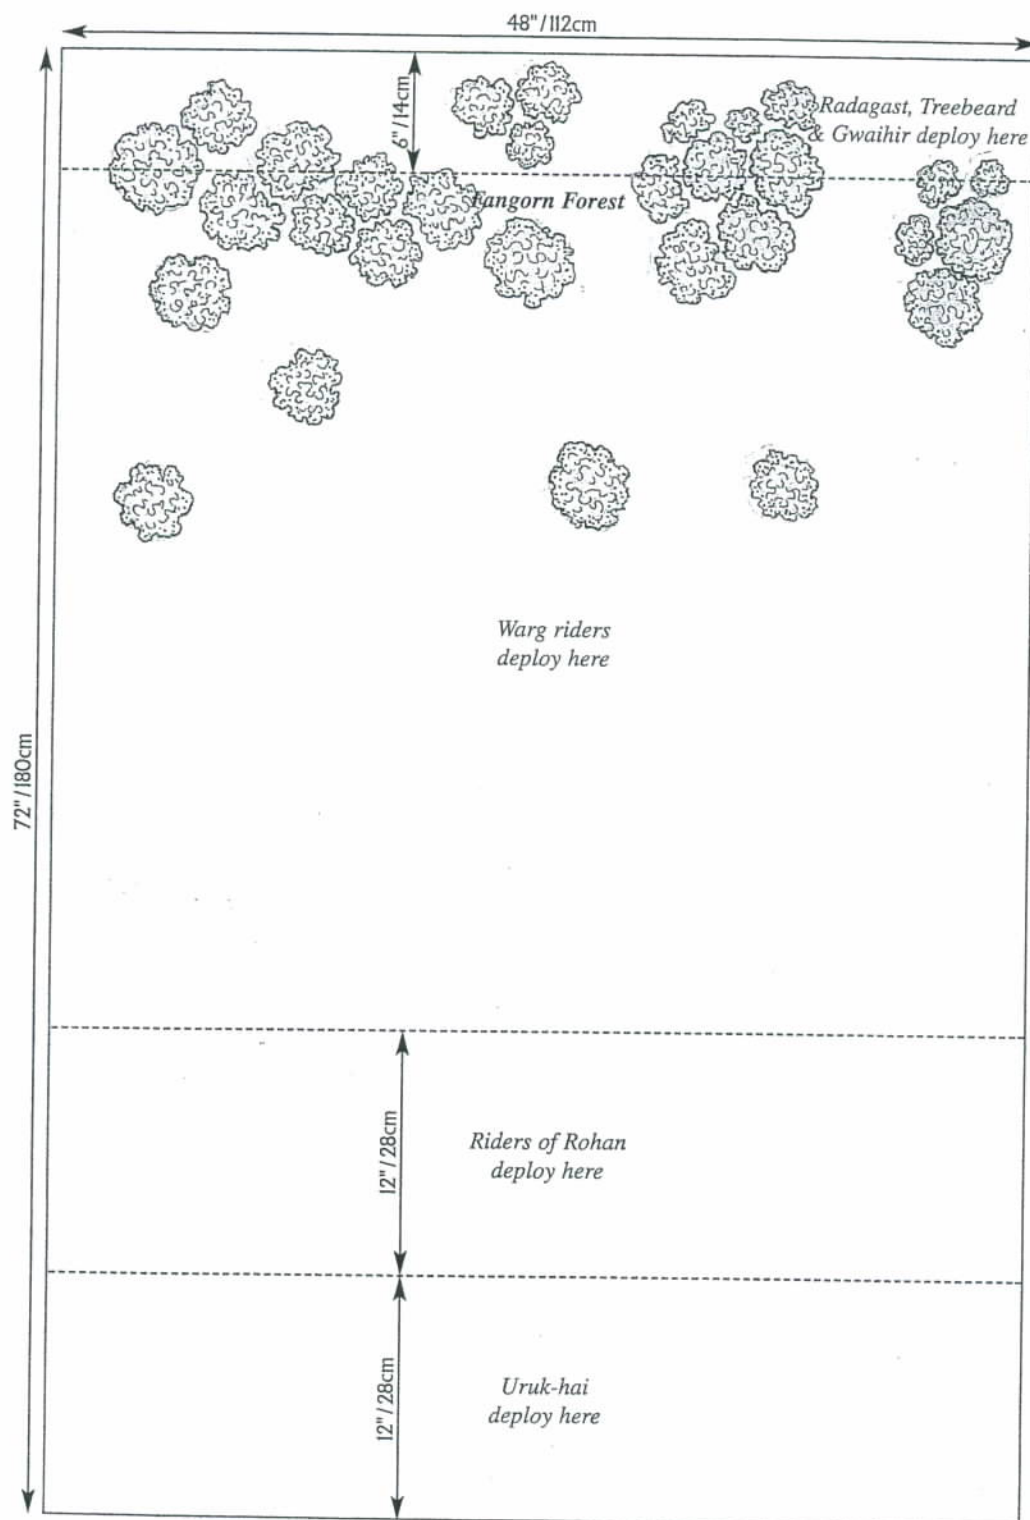 48"/112cm
6"/14cm
Radagast, Treebeard
& Gwaihir deploy here
Fangorn Forest
Warg riders
deploy here
72"/180cm
12"/28cm
Riders of Rohan
deploy here
12"/28cm
Uruk-hai
deploy here